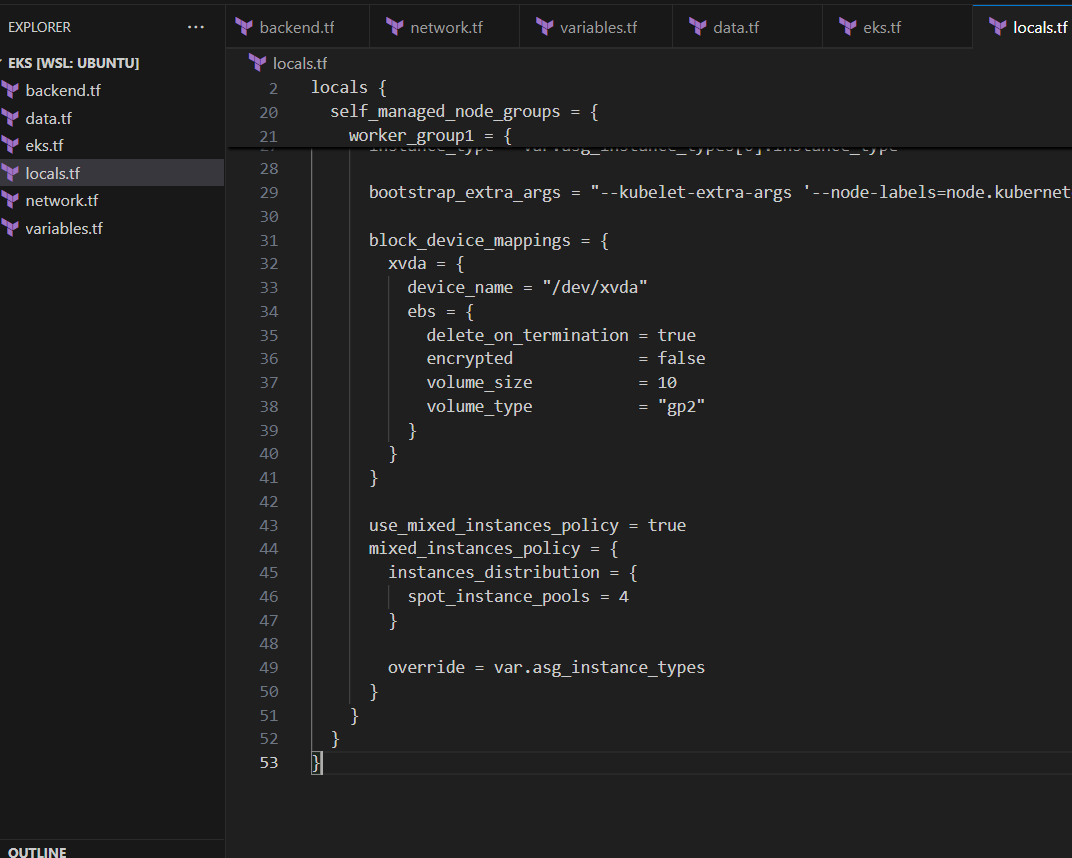 EXPLORER
backend.tf network.tf variables.tf data.tf eks.tf locals.tf
EKS [WSL: UBUNTU]
backend.tf
data.tf
eks.tf
locals.tf
network.tf
variables.tf
locals.tf
2 locals {
20 self_managed_node_groups = {
21 worker_group1 = {
28
29 bootstrap_extra_args = "--kubelet-extra-args '--node-labels=node.kubernet
30
31 block_device_mappings = {
32 xvda = {
33 device_name = "/dev/xvda"
34 ebs = {
35 delete_on_termination = true
36 encrypted = false
37 volume_size = 10
38 volume_type = "gp2"
39 }
40 }
41 }
42
43 use_mixed_instances_policy = true
44 mixed_instances_policy = {
45 instances_distribution = {
46 spot_instance_pools = 4
47 }
48
49 override = var.asg_instance_types
50 }
51 }
52 }
53 }
OUTLINE